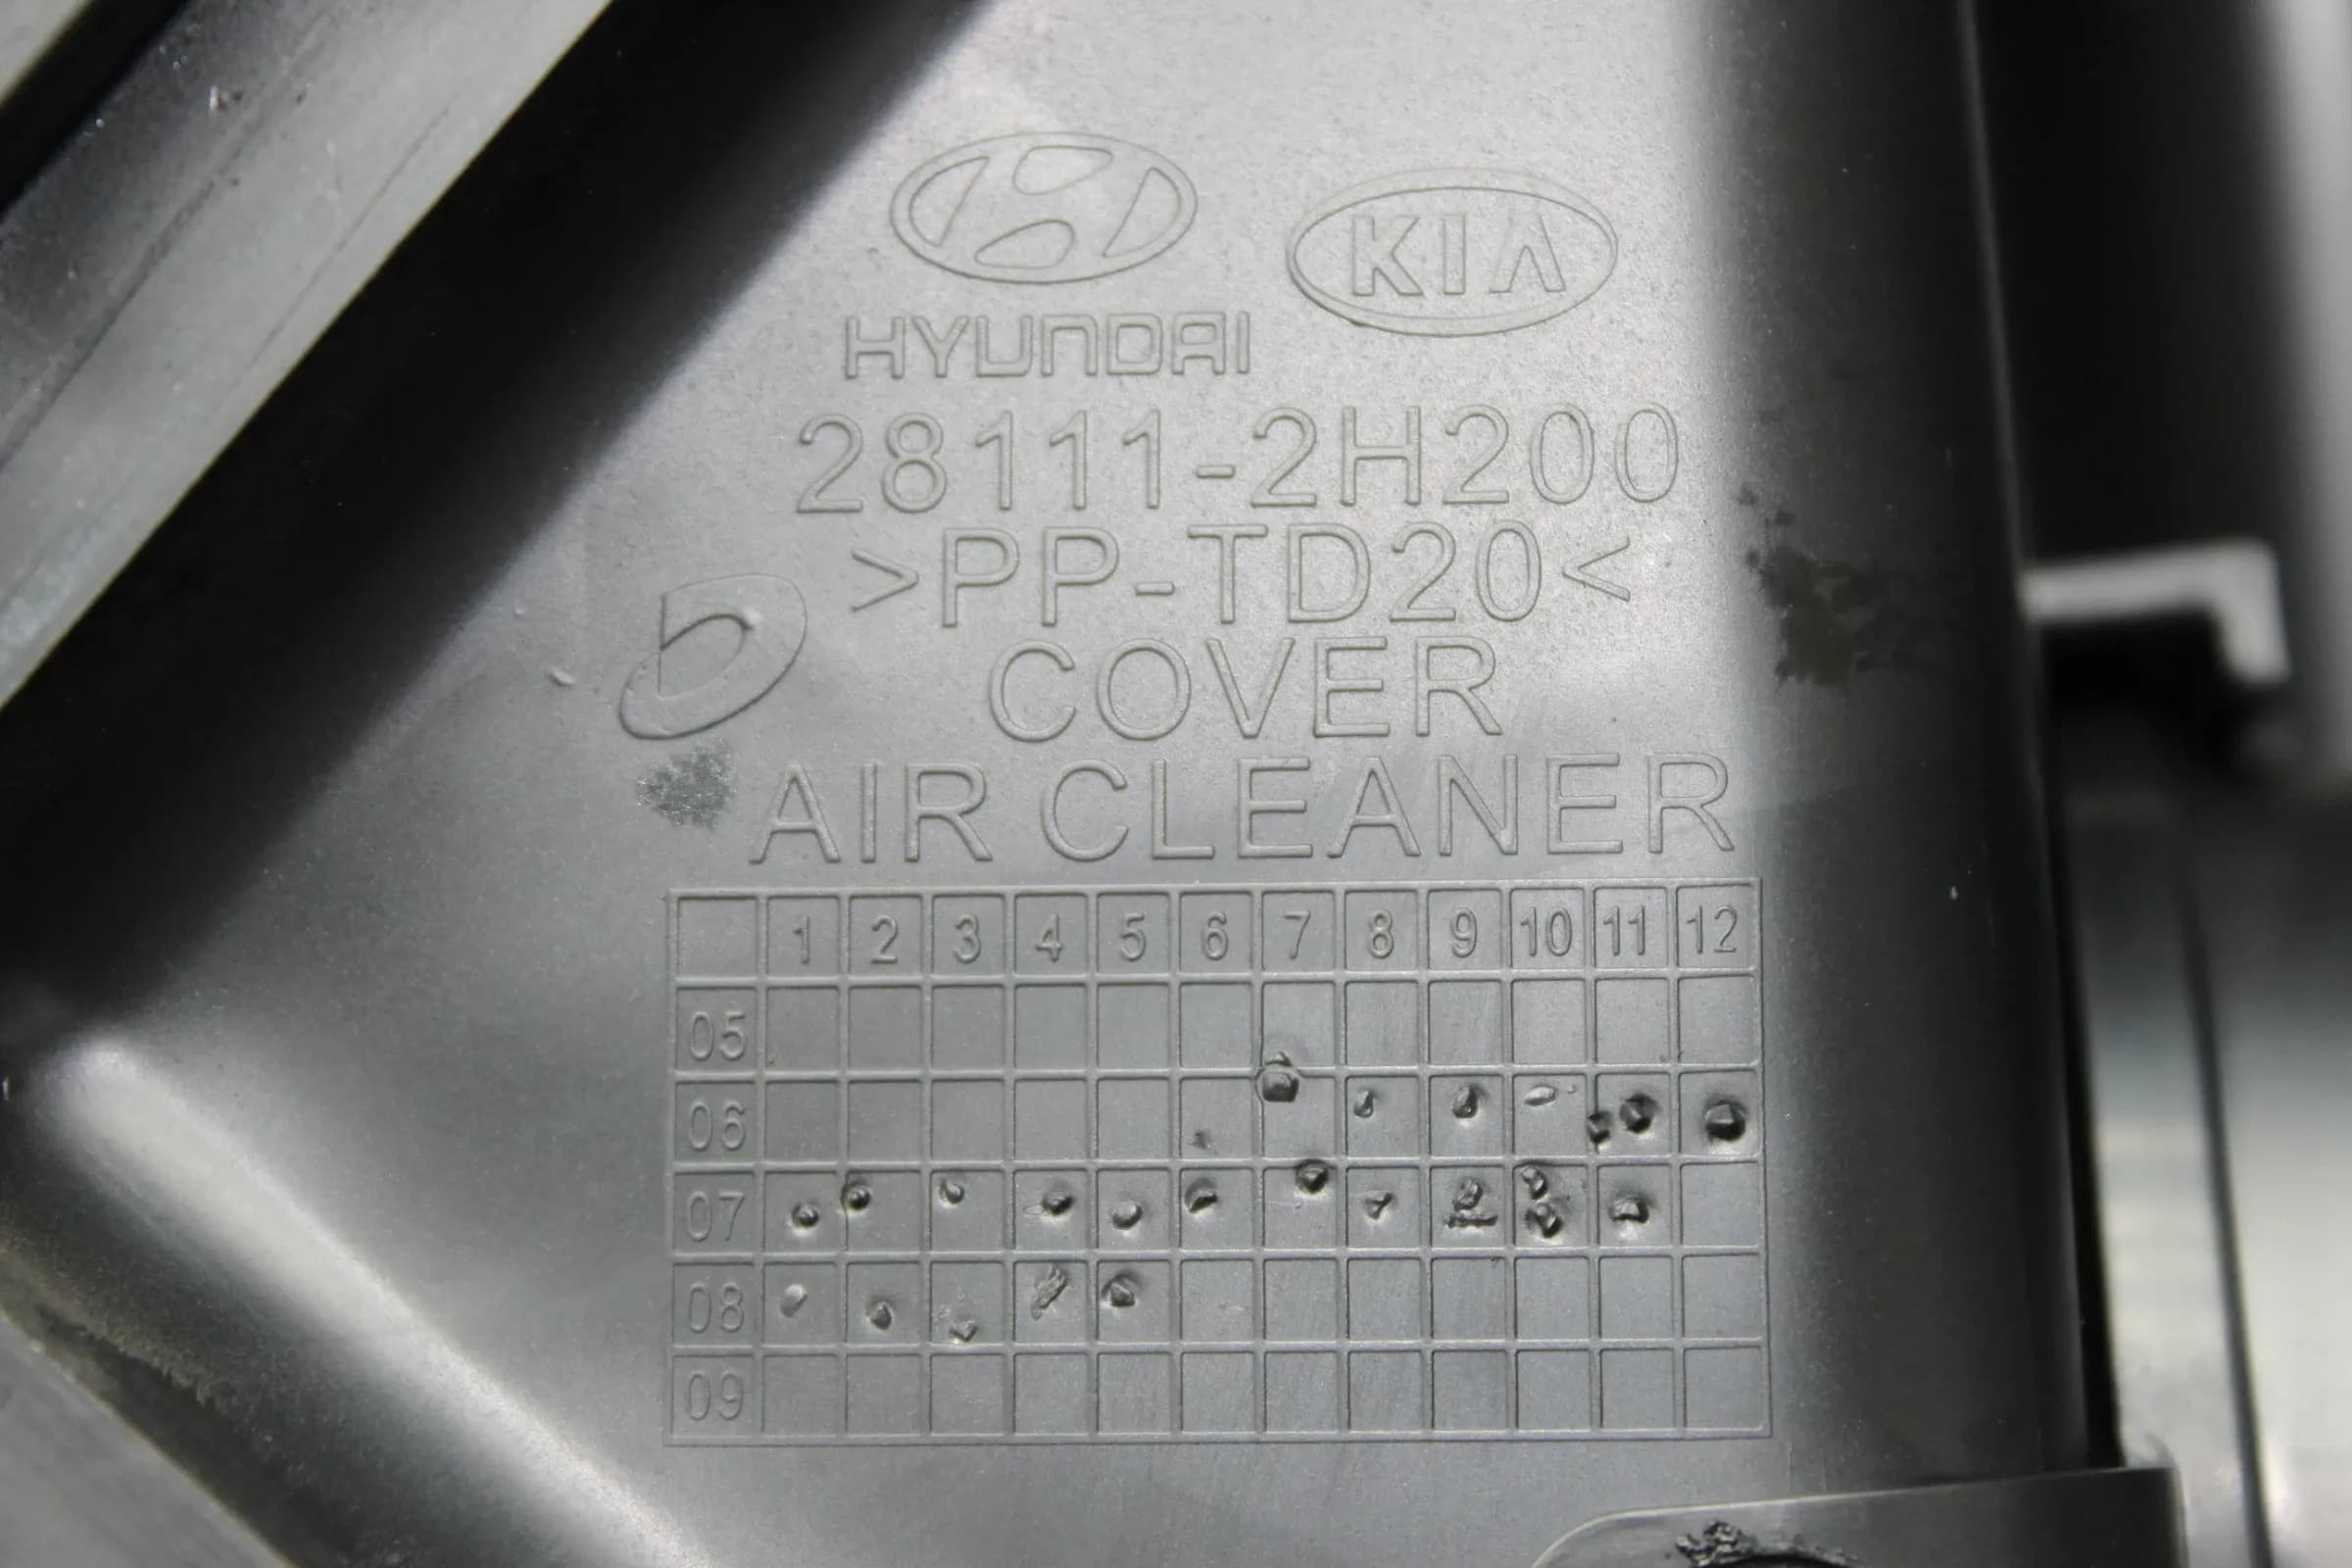 KIA
HYUNDAI
28111-2H200
>PP-TD20<
COVER
AIR CLEANER
1 2 3 4 5 6 7 8 9 10 11 12
05
06
07
08
09